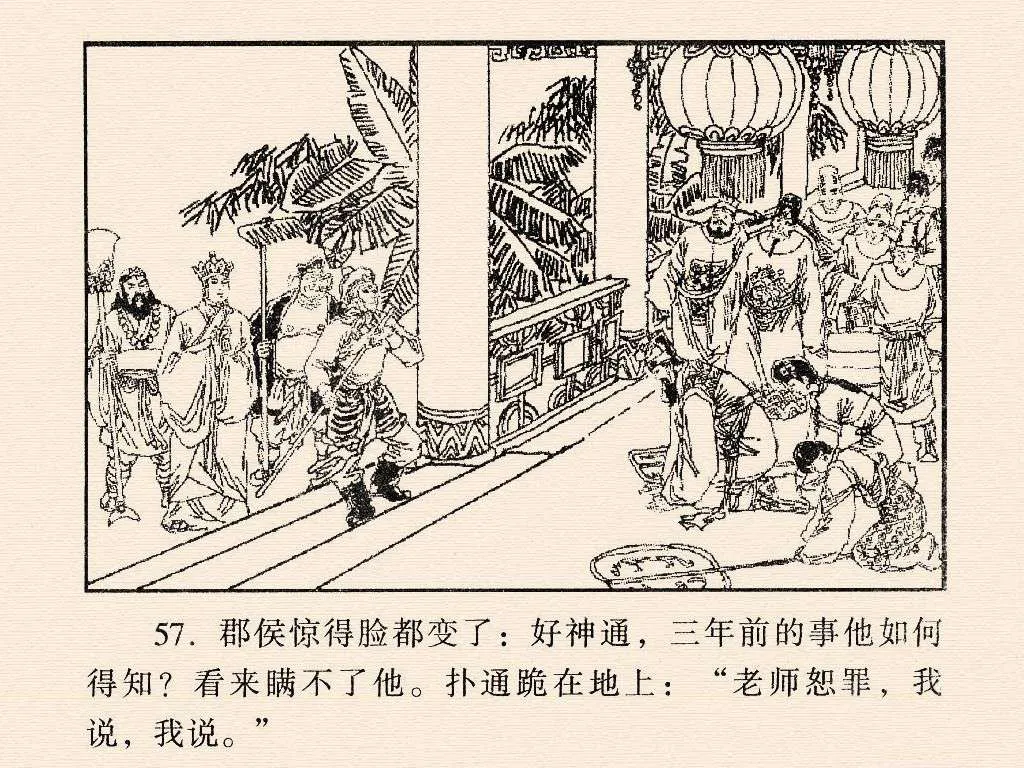 57. 郡侯惊得脸都变了：好神通，三年前的事他如何
得知？看来瞒不了他。扑通跪在地上：“老师恕罪，我
说，我说。”